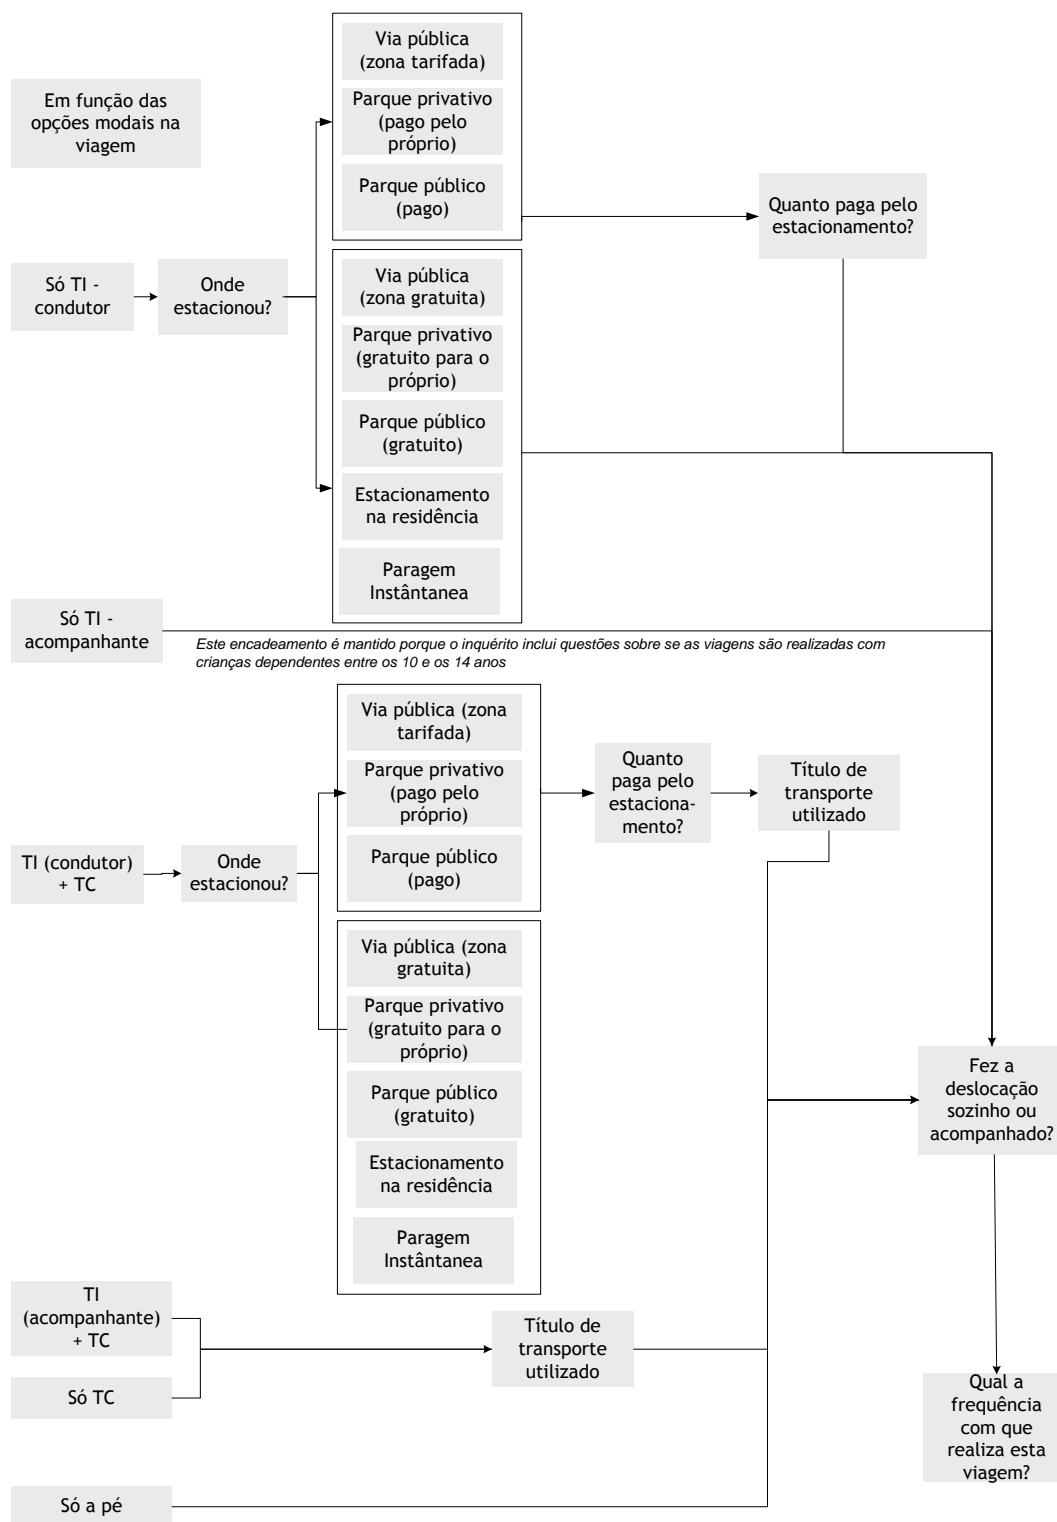 Em função das
opções modais na
viagem
Via pública
(zona tarifada)
Parque privativo
(pago pelo
próprio)
Parque público
(pago)
Quanto paga pelo
estacionamento?
Só TI -
condutor
Onde
estacionou?
Via pública
(zona gratuita)
Parque privativo
(gratuito para o
próprio)
Parque público
(gratuito)
Estacionamento
na residência
Paragem
Instântanea
Só TI -
acompanhante
Este encadeamento é mantido porque o inquérito inclui questões sobre se as viagens são realizadas com
crianças dependentes entre os 10 e os 14 anos
Via pública (zona
tarifada)
Parque privativo
(pago pelo
próprio)
Parque público
(pago)
Quanto
paga pelo
estaciona-
mento?
Título de
transporte
utilizado
TI (condutor)
+ TC
Onde
estacionou?
Via pública (zona
gratuita)
Parque privativo
(gratuito para o
próprio)
Parque público
(gratuito)
Estacionamento
na residência
Paragem
Instântanea
Fez a
deslocação
sozinho ou
acompanhado?
TI
(acompanhante)
+ TC
Só TC
Título de
transporte
utilizado
Qual a
frequência
com que
realiza esta
viagem?
Só a pé